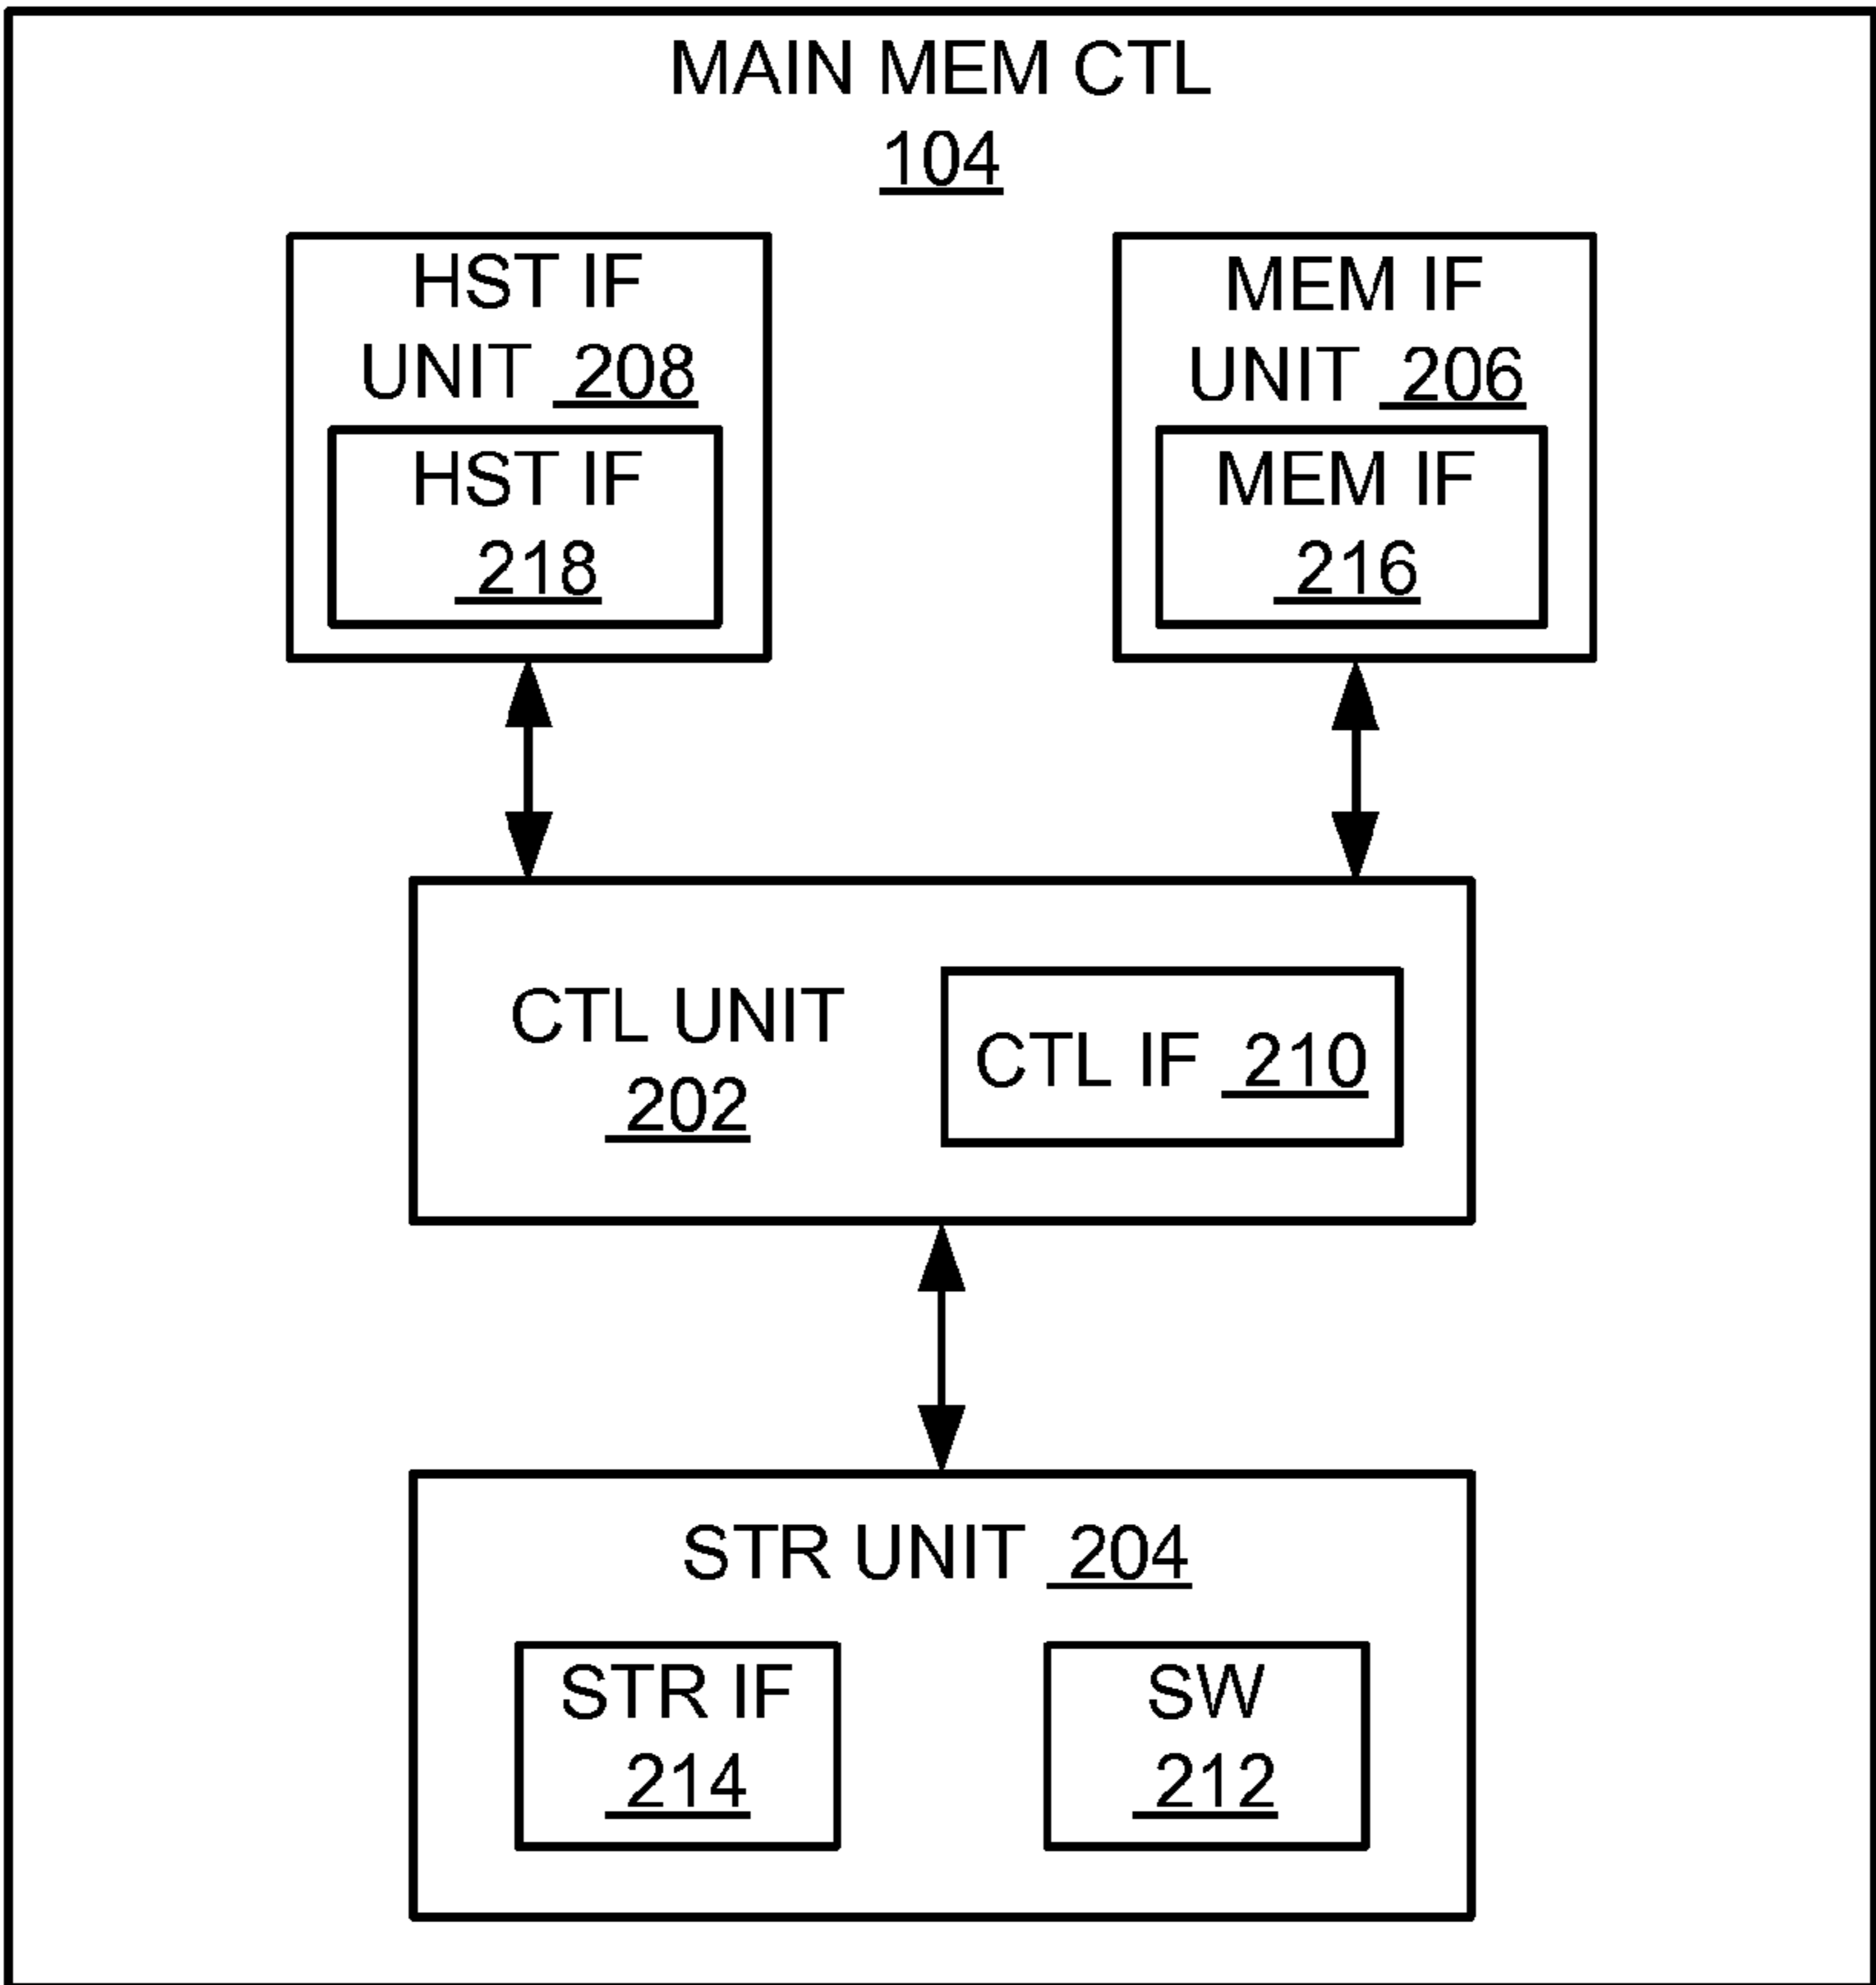 MAIN MEM CTL
104
HST IF
UNIT 208
HST IF
218
MEM IF
UNIT 206
MEM IF
216
CTL UNIT
202
CTL IF 210
STR UNIT 204
STR IF
214
SW
212